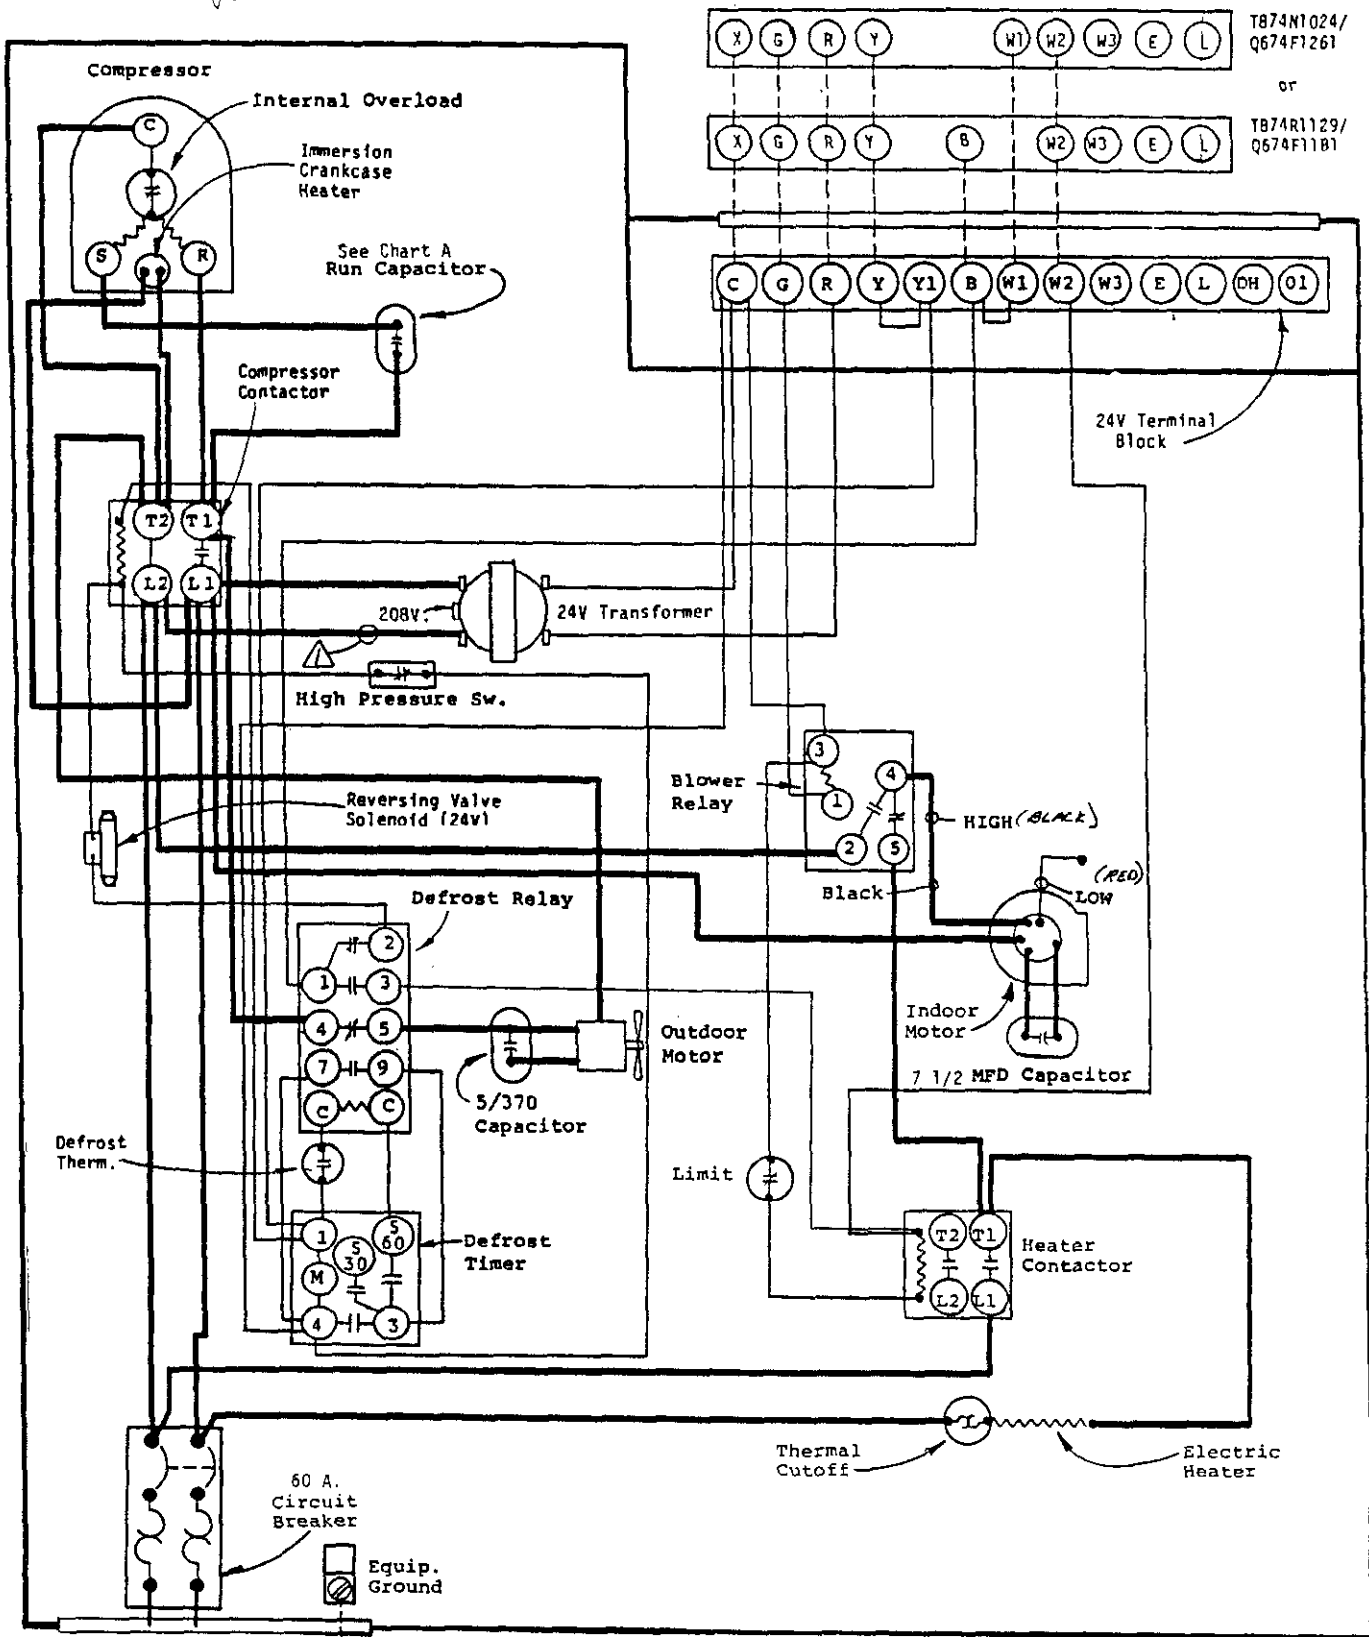 X G R Y W1 W2 W3 E L
T874N1024/
Q674F1261
or
X G R Y B W2 W3 E L
T874R1129/
Q674F1181
Compressor
C
Internal Overload
Immersion
Crankcase
Heater
S R
See Chart A
Run Capacitor
C G R Y Y1 B W1 W2 W3 E L DH O1
Compressor
Contactor
24V Terminal
Block
T2 T1
L2 L1
208V.
24V Transformer
High Pressure Sw.
3
4
Blower
Relay
1
2 5
HIGH (BLACK)
Reversing Valve
Solenoid (24V)
Black
(RED)
LOW
Defrost Relay
2
1 3
4 5
7 9
C C
Outdoor
Motor
Indoor
Motor
7 1/2 MFD Capacitor
5/370
Capacitor
Defrost
Therm.
Limit
1
S
60
S
30
M
4 3
Defrost
Timer
T2 T1
L2 L1
Heater
Contactor
Thermal
Cutoff
Electric
Heater
60 A.
Circuit
Breaker
Equip.
Ground